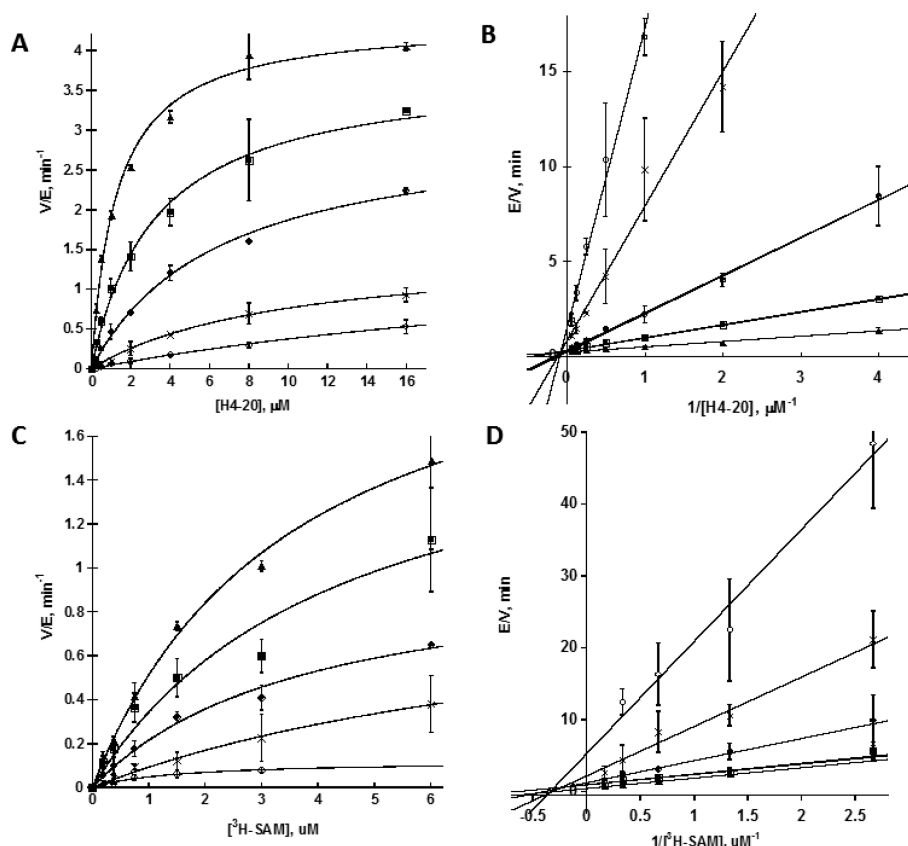 A
4
3.5
3
2.5
2
1.5
1
0.5
0
V/E, min⁻¹
0 2 4 6 8 10 12 14 16
[H4-20], μM
B
15
10
5
E/V, min
0 1 2 3 4
1/[H4-20], μM⁻¹
C
1.6
1.4
1.2
1
0.8
0.6
0.4
0.2
0
V/E, min⁻¹
0 1 2 3 4 5 6
[³H-SAM], uM
D
50
40
30
20
10
E/V, min
-0.5 0 0.5 1 1.5 2 2.5
1/[³H-SAM], uM⁻¹